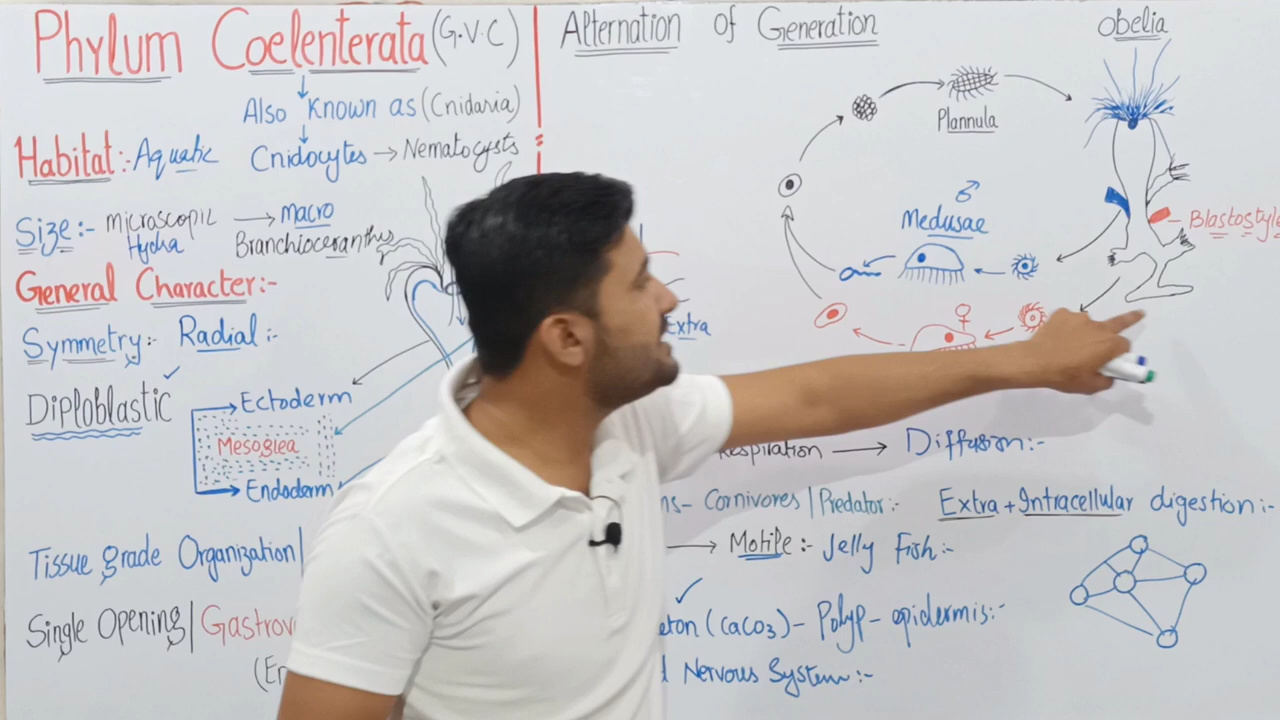 Phylum Coelenterata (G.V.C)
Also Known as (Cnidaria)
Habitat:- Aquatic Cnidocytes → Nematocysts
Size:- Microscopic → Macro
Hydra Branchiocerianthus
General Character:-
Symmetry:- Radial :-
Diploblastic ✓
Ectoderm
Mesoglea
Endoderm
Tissue grade Organization|
Single Opening|
Alternation of Generation
Obelia
Plannula
♂
Medusae
Blastostyle
♀
Extra
Respiration → Diffusion:-
Cornivores | Predator:- Extra + Intracellular digestion:-
→ Motile:- Jelly Fish:-
(CaCO3) - Polyp - epidermis:-
Nervous System:-